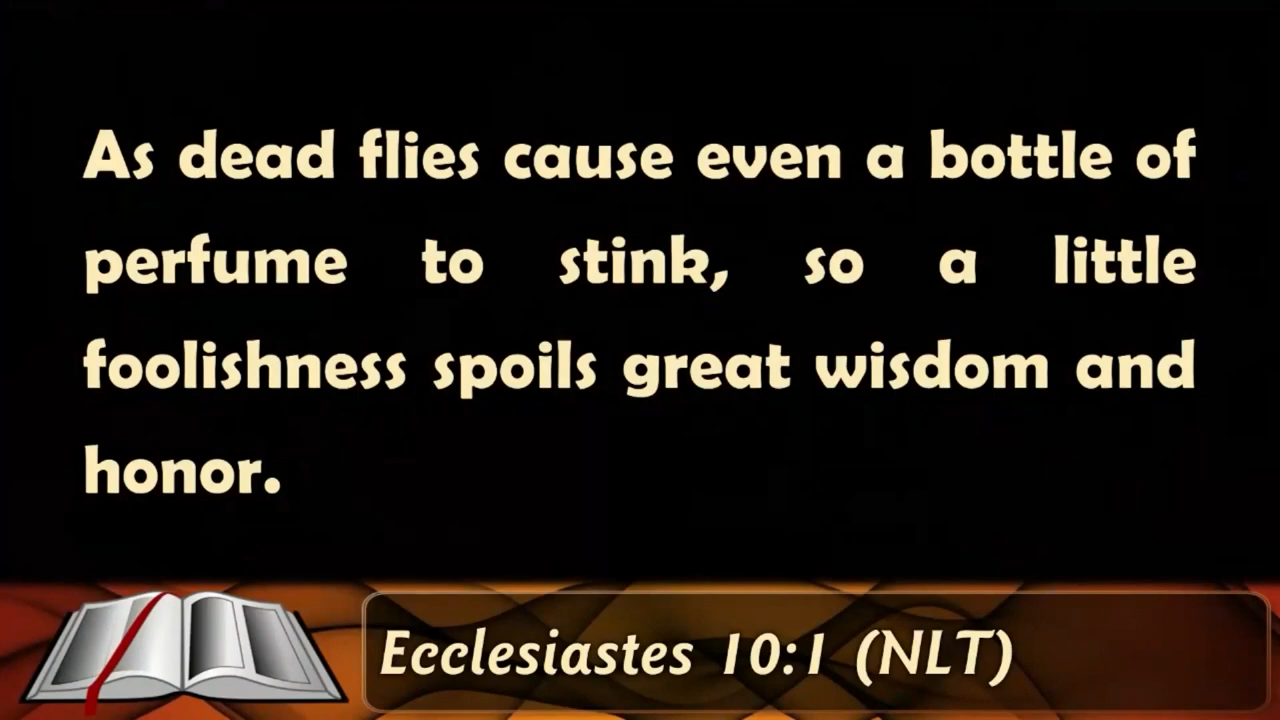 As dead flies cause even a bottle of
perfume to stink, so a little
foolishness spoils great wisdom and
honor.
Ecclesiastes 10:1 (NLT)